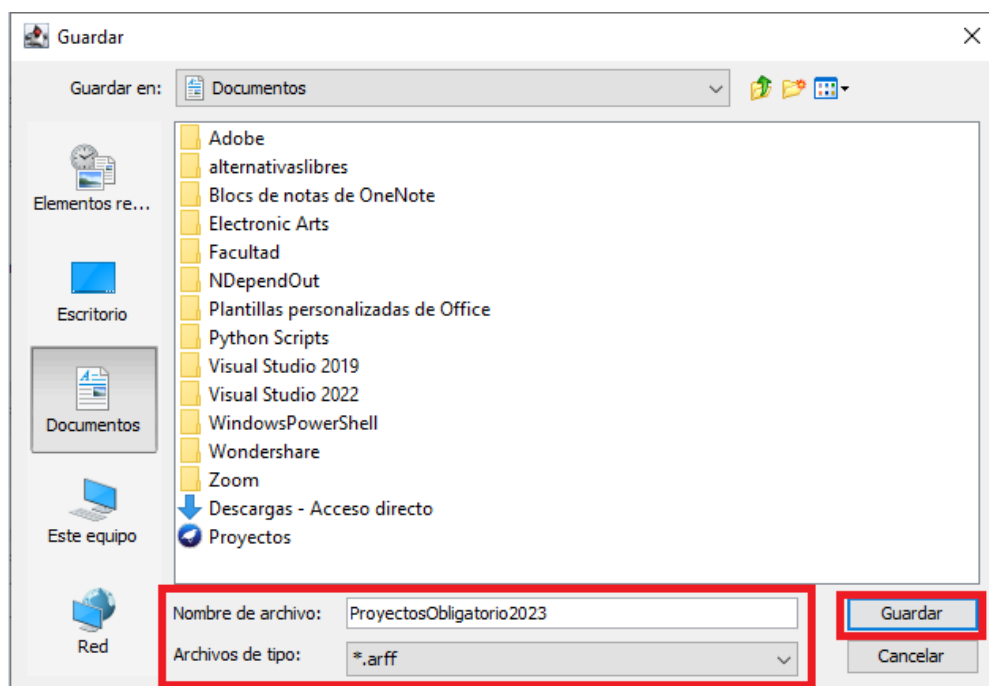 Guardar
Guardar en:
Documentos
Adobe
alternativaslibres
Blocs de notas de OneNote
Electronic Arts
Facultad
NDependOut
Plantillas personalizadas de Office
Python Scripts
Visual Studio 2019
Visual Studio 2022
WindowsPowerShell
Wondershare
Zoom
Descargas - Acceso directo
Proyectos
Elementos re...
Escritorio
Documentos
Este equipo
Red
Nombre de archivo:
ProyectosObligatorio2023
Guardar
Archivos de tipo:
*.arff
Cancelar